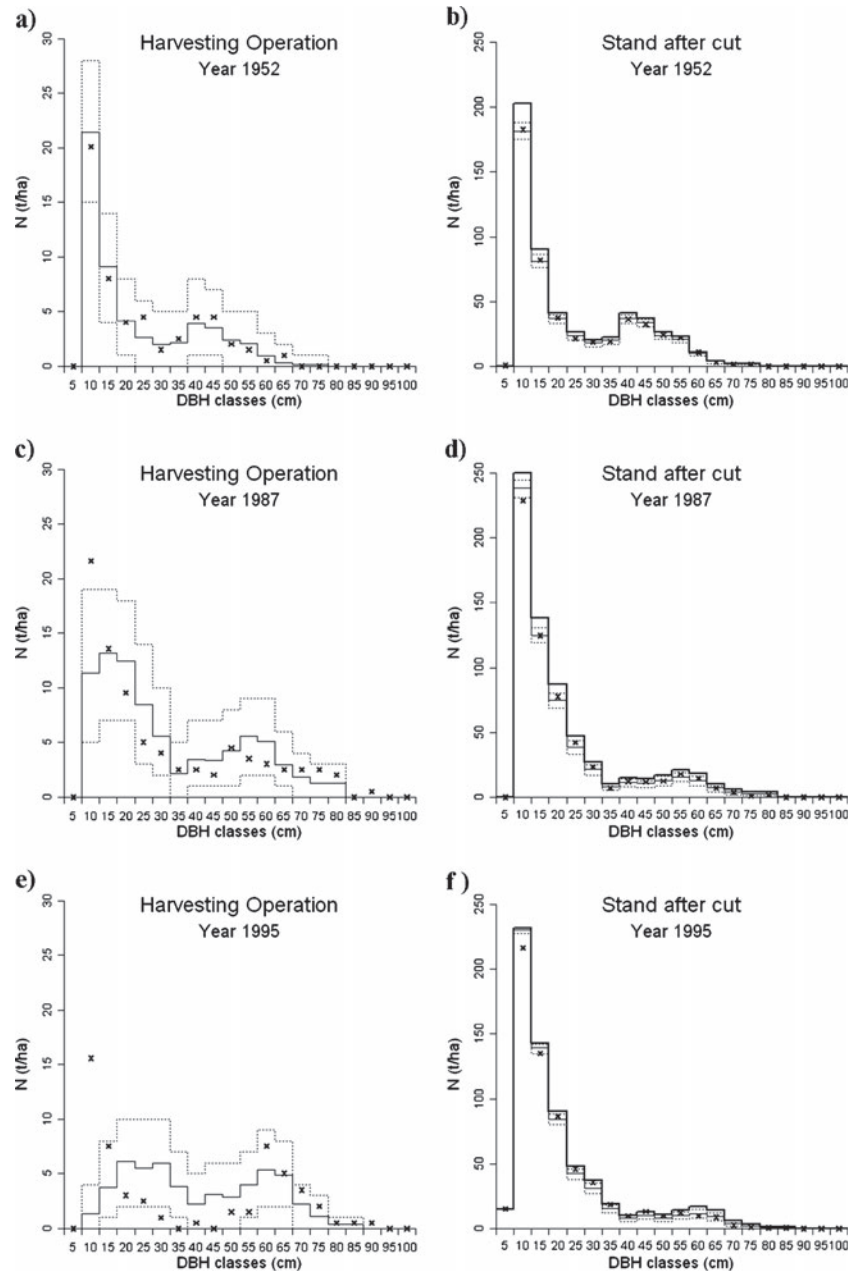 a)
Harvesting Operation
Year 1952
N (t/ha)
30
25
20
15
10
5
0
5 10 15 20 25 30 35 40 45 50 55 60 65 70 75 80 85 90 95 100
DBH classes (cm)
b)
Stand after cut
Year 1952
N (t/ha)
250
200
150
100
50
0
5 10 15 20 25 30 35 40 45 50 55 60 65 70 75 80 85 90 95 100
DBH classes (cm)
c)
Harvesting Operation
Year 1987
N (t/ha)
30
25
20
15
10
5
0
5 10 15 20 25 30 35 40 45 50 55 60 65 70 75 80 85 90 95 100
DBH classes (cm)
d)
Stand after cut
Year 1987
N (t/ha)
250
200
150
100
50
0
5 10 15 20 25 30 35 40 45 50 55 60 65 70 75 80 85 90 95 100
DBH classes (cm)
e)
Harvesting Operation
Year 1995
N (t/ha)
30
25
20
15
10
5
0
5 10 15 20 25 30 35 40 45 50 55 60 65 70 75 80 85 90 95 100
DBH classes (cm)
f)
Stand after cut
Year 1995
N (t/ha)
250
200
150
100
50
0
5 10 15 20 25 30 35 40 45 50 55 60 65 70 75 80 85 90 95 100
DBH classes (cm)